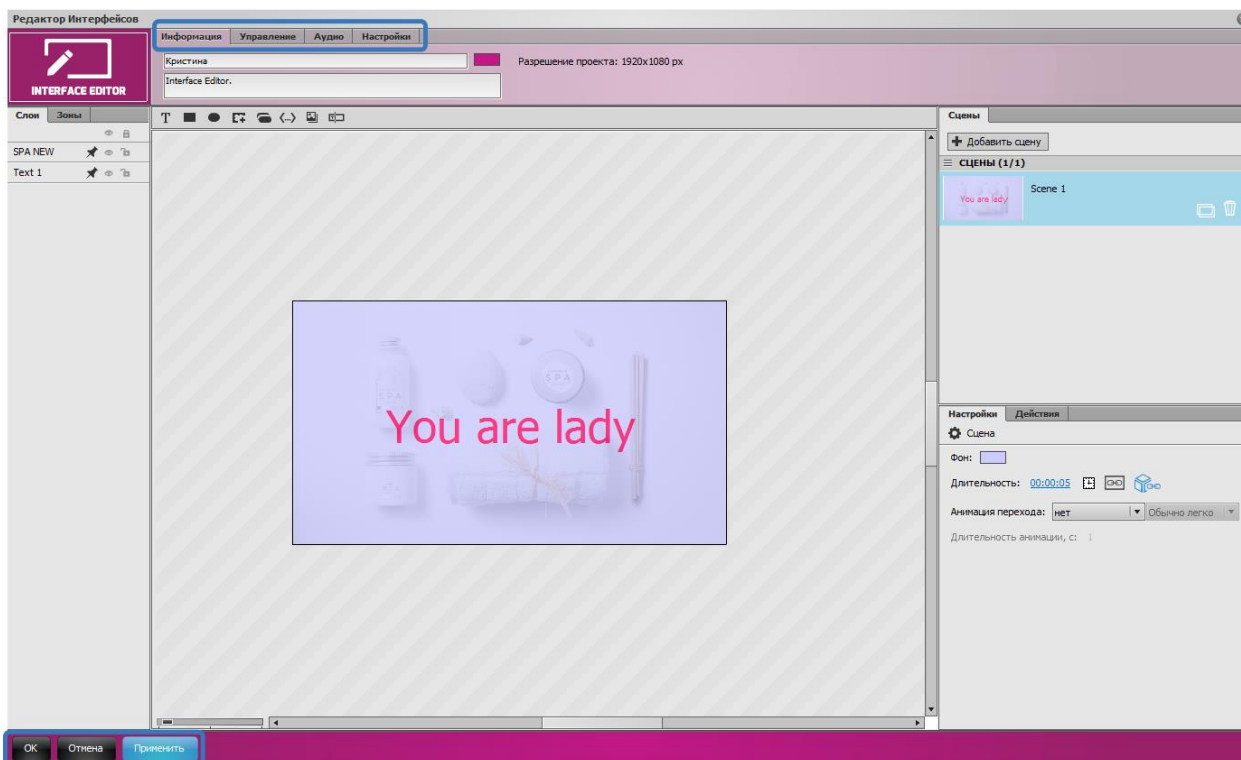 Редактор Интерфейсов
Информация Управление Аудио Настройки
INTERFACE EDITOR
Кристина
Разрешение проекта: 1920x1080 px
Interface Editor.
Слои Зоны
SPA NEW
Text 1
T
You are lady
SPA
Сцены
Добавить сцену
СЦЕНЫ (1/1)
You are lady
Scene 1
Настройки Действия
Сцена
Фон:
Длительность: 00:00:05
Анимация перехода: нет Обычно легко
Длительность анимации, с: 1
ОК Отмена Применить